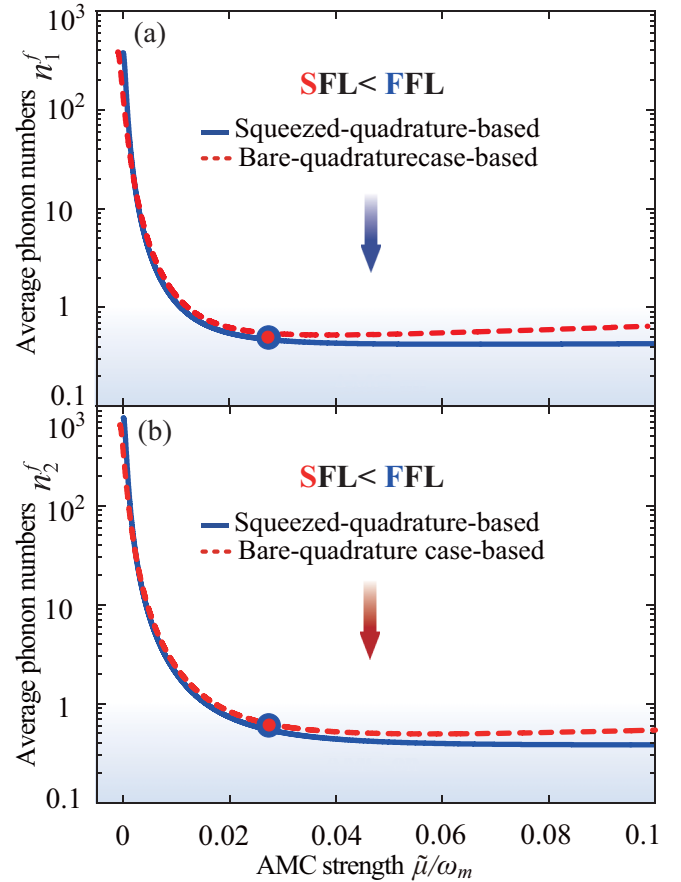 (a)
SFL< FFL
Squeezed-quadrature-based
Bare-quadraturecase-based
Average phonon numbers n₁ᶠ
10²
10
1
0.1
(b)
SFL< FFL
Squeezed-quadrature-based
Bare-quadrature case-based
Average phonon numbers n₂ᶠ
10³
10²
10
1
0.1
0 0.02 0.04 0.06 0.08 0.1
AMC strength μ̃/ωₘ